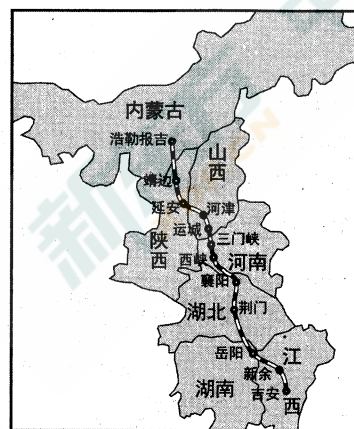 内蒙古
浩勒报吉
山西
靖边
延安
河津
运城
陕西
三门峡
西峡
河南
襄阳
湖北
荆门
岳阳
江西
新余
湖南
吉安